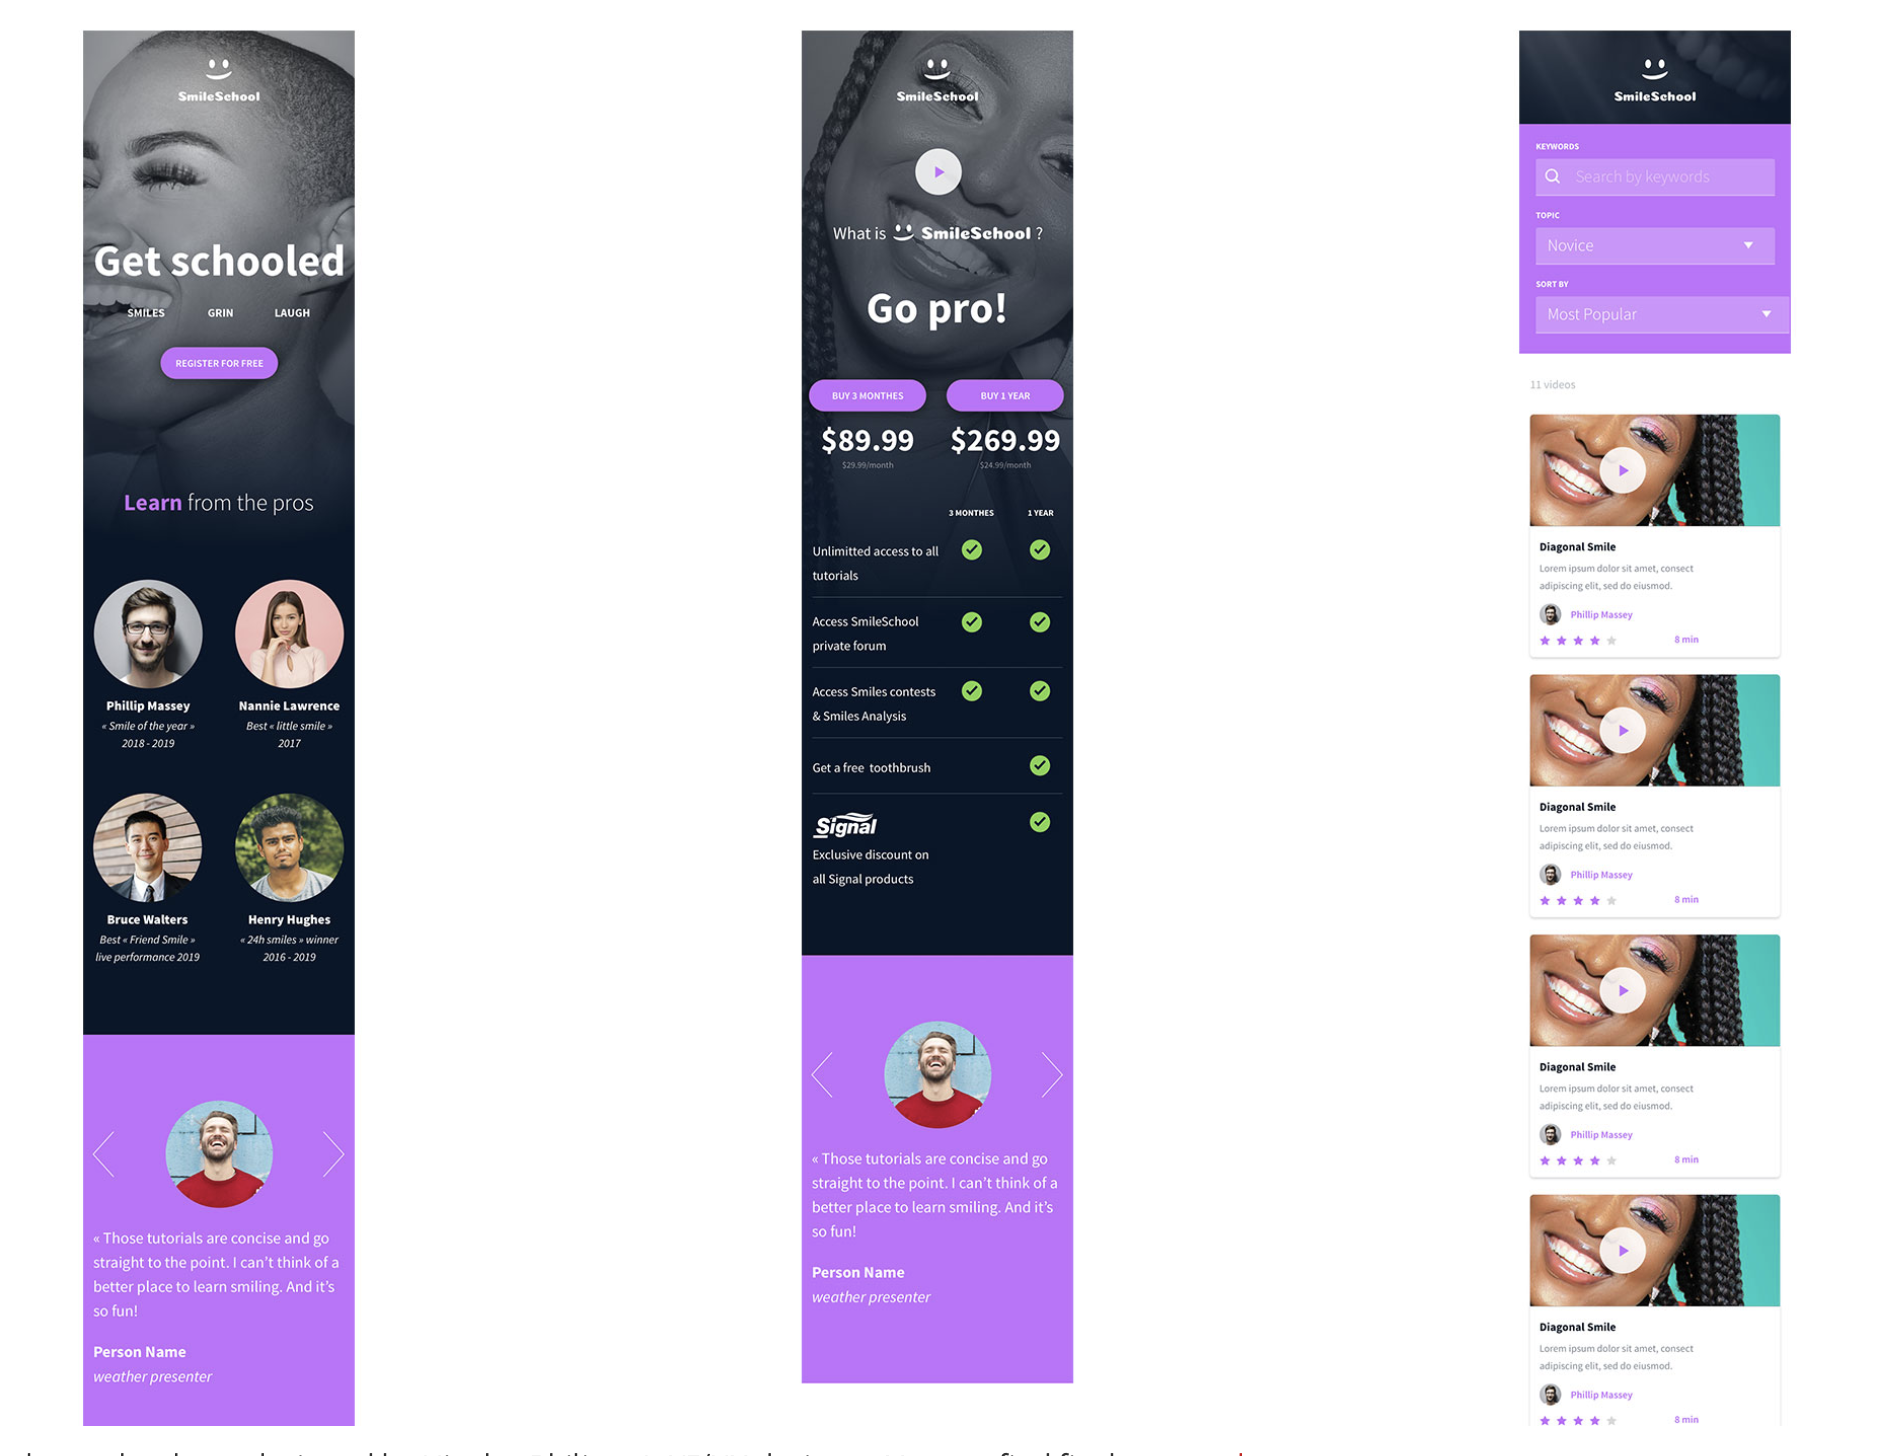 SmileSchool
Get schooled
SMILES GRIN LAUGH
REGISTER FOR FREE
Learn from the pros
Phillip Massey
« Smile of the year »
2018 - 2019
Nannie Lawrence
Best « little smile »
2017
Bruce Walters
Best « Friend Smile »
live performance 2019
Henry Hughes
« 24h smiles » winner
2016 - 2019
« Those tutorials are concise and go
straight to the point. I can't think of a
better place to learn smiling. And it's
so fun!
Person Name
weather presenter
SmileSchool
What is SmileSchool ?
Go pro!
BUY 3 MONTHES
$89.99
$29.99/month
BUY 1 YEAR
$269.99
$24.99/month
3 MONTHES 1 YEAR
Unlimitted access to all
tutorials
Access SmileSchool
private forum
Access Smiles contests
& Smiles Analysis
Get a free toothbrush
Signal
Exclusive discount on
all Signal products
« Those tutorials are concise and go
straight to the point. I can't think of a
better place to learn smiling. And it's
so fun!
Person Name
weather presenter
SmileSchool
KEYWORDS
Search by keywords
TOPIC
Novice
SORT BY
Most Popular
11 videos
Diagonal Smile
Lorem ipsum dolor sit amet, consect
adipiscing elit, sed do eiusmod.
Phillip Massey
8 min
Diagonal Smile
Lorem ipsum dolor sit amet, consect
adipiscing elit, sed do eiusmod.
Phillip Massey
8 min
Diagonal Smile
Lorem ipsum dolor sit amet, consect
adipiscing elit, sed do eiusmod.
Phillip Massey
8 min
Diagonal Smile
Lorem ipsum dolor sit amet, consect
adipiscing elit, sed do eiusmod.
Phillip Massey
8 min